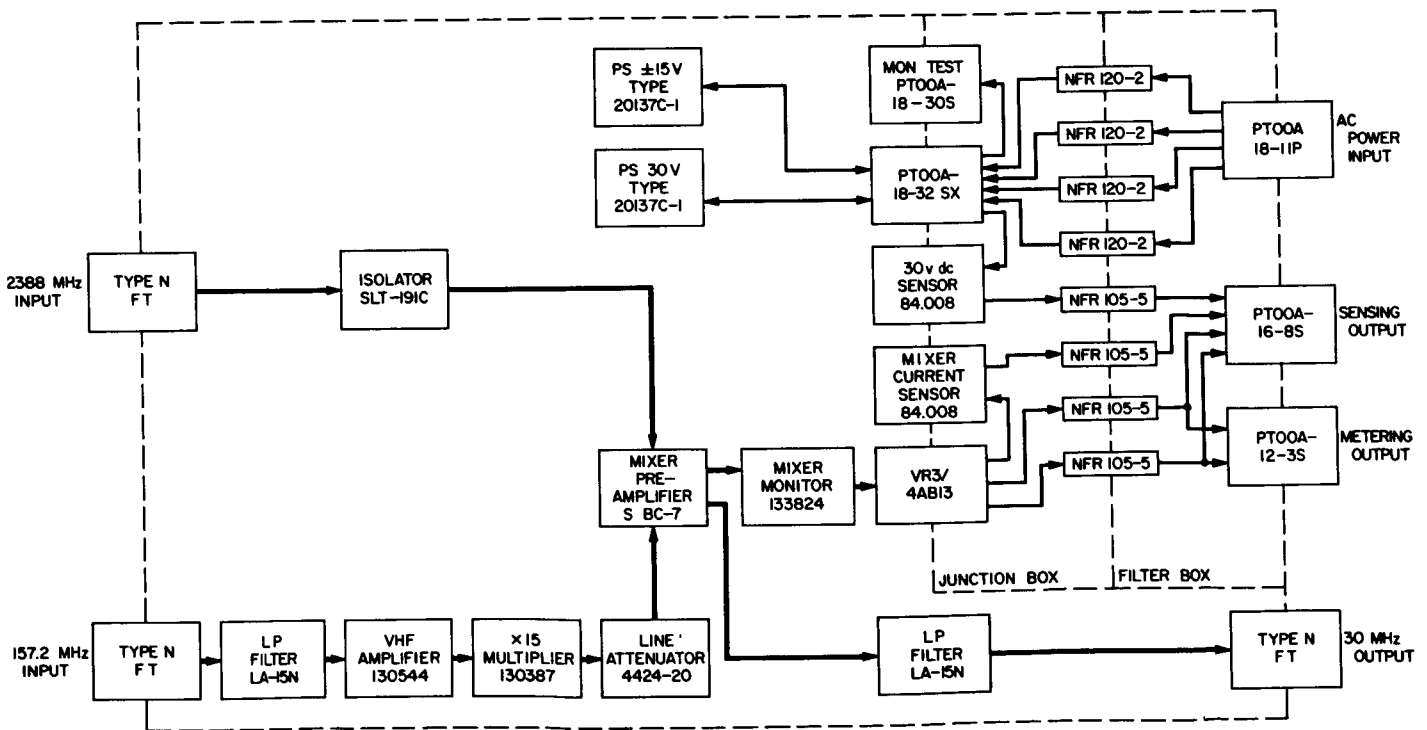 PS ±15V
TYPE
20137C-1
MON TEST
PT00A-
18-30S
NFR 120-2
PT00A
18-11P
AC
POWER
INPUT
NFR 120-2
PS 30V
TYPE
20137C-1
PT00A-
18-32 SX
NFR 120-2
NFR 120-2
2388 MHz
INPUT
TYPE N
FT
ISOLATOR
SLT-191C
30v dc
SENSOR
84.008
NFR 105-5
PT00A-
16-8S
SENSING
OUTPUT
MIXER
CURRENT
SENSOR
84.008
NFR 105-5
NFR 105-5
PT00A-
12-3S
METERING
OUTPUT
MIXER
PRE-
AMPLIFIER
S BC-7
MIXER
MONITOR
133824
VR3/
4AB13
NFR 105-5
JUNCTION BOX
FILTER BOX
157.2 MHz
INPUT
TYPE N
FT
LP
FILTER
LA-15N
VHF
AMPLIFIER
130544
×15
MULTIPLIER
130387
LINE
ATTENUATOR
4424-20
LP
FILTER
LA-15N
TYPE N
FT
30 MHz
OUTPUT